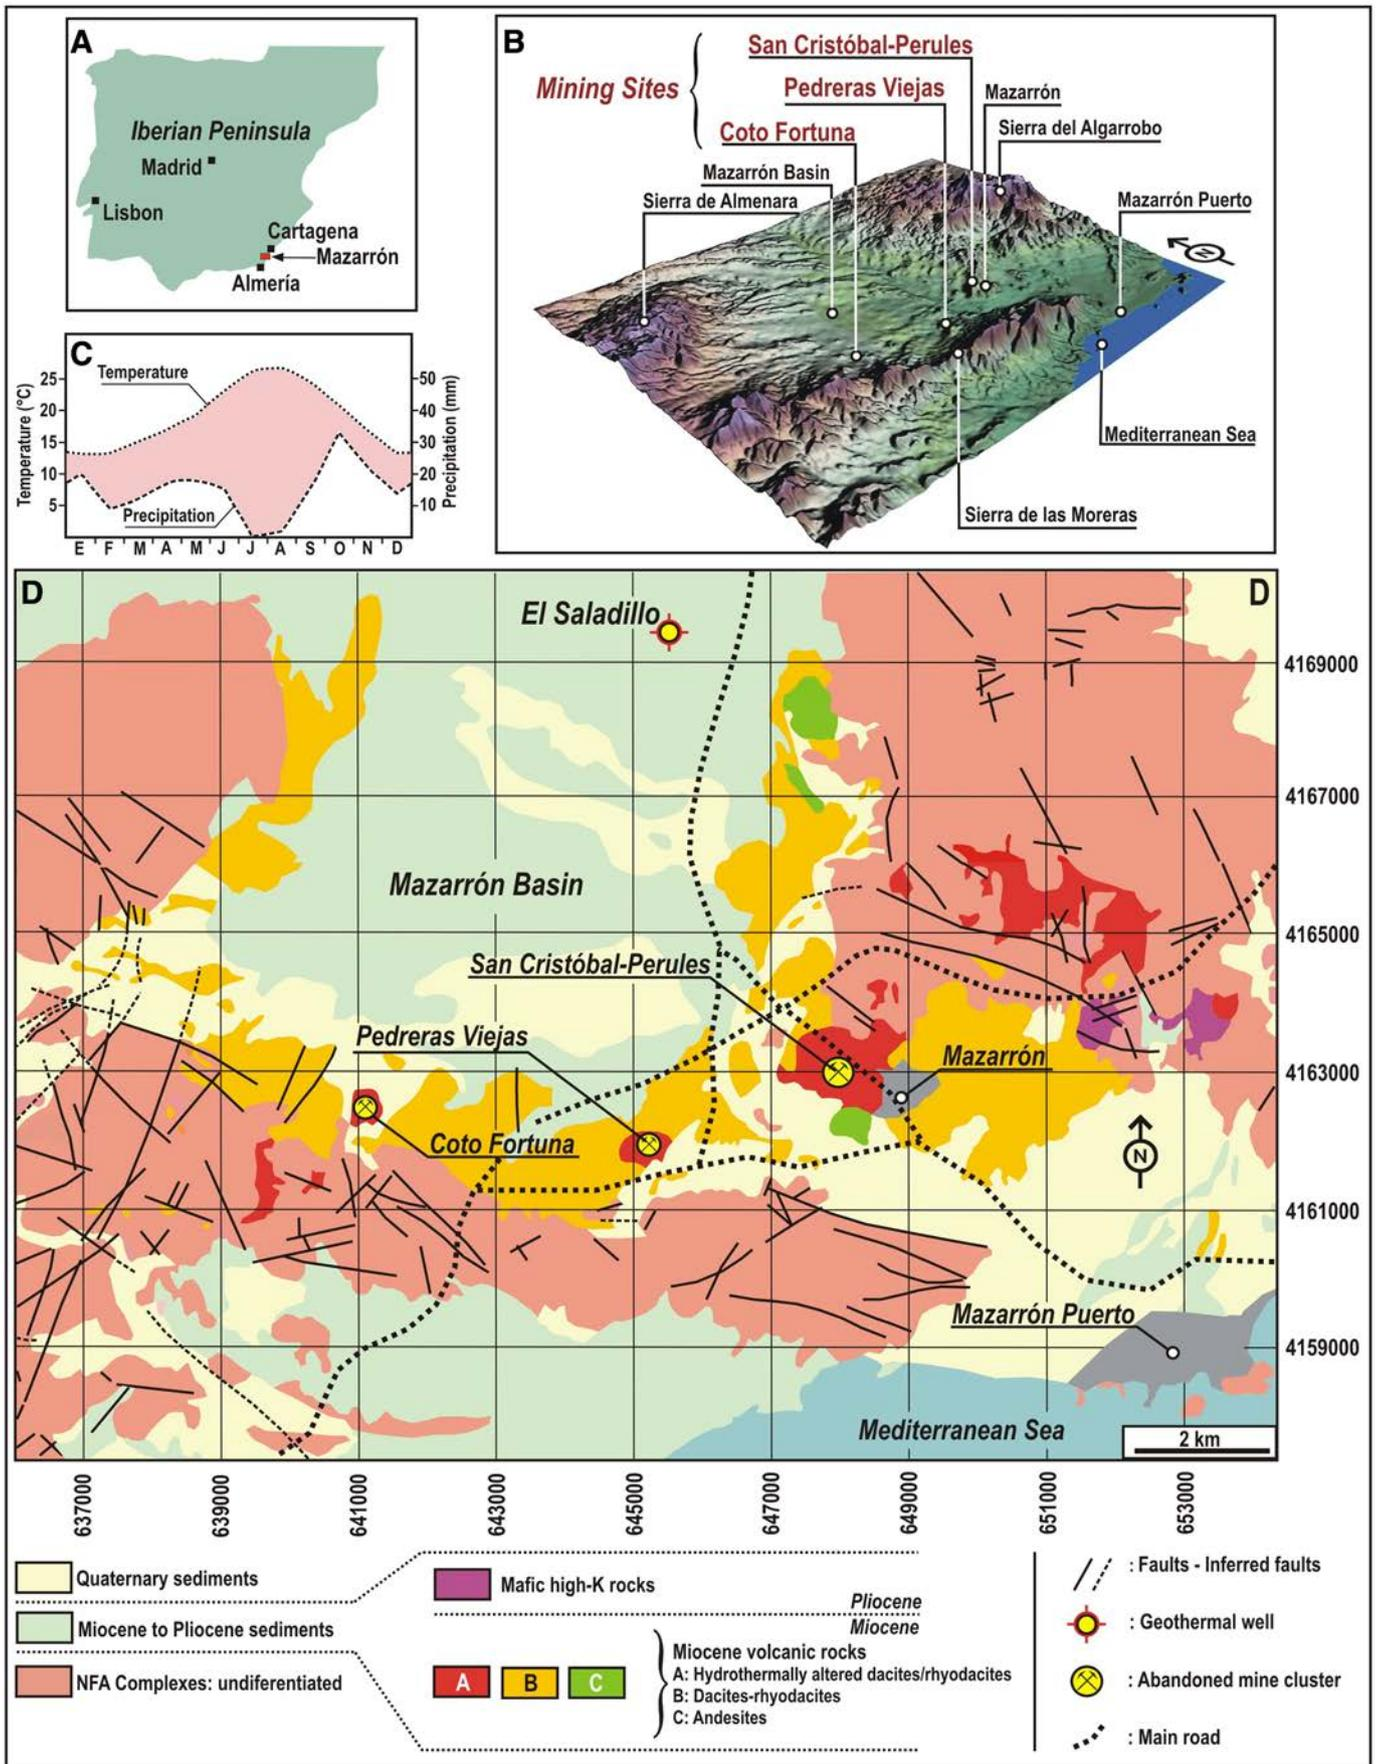 A
Iberian Peninsula
Madrid
Lisbon
Cartagena
Mazarrón
Almería
B
Mining Sites
San Cristóbal-Perules
Pedreras Viejas
Coto Fortuna
Mazarrón
Sierra del Algarrobo
Mazarrón Basin
Sierra de Almenara
Mazarrón Puerto
N
Mediterranean Sea
Sierra de las Moreras
C
Temperature
Precipitation
Temperature (°C)
25
20
15
10
5
50
40
30
20
10
Precipitation (mm)
E F M A M J J A S O N D
D
D
El Saladillo
Mazarrón Basin
San Cristóbal-Perules
Pedreras Viejas
Mazarrón
Coto Fortuna
N
Mazarrón Puerto
Mediterranean Sea
2 km
4169000
4167000
4165000
4163000
4161000
4159000
637000
639000
641000
643000
645000
647000
649000
651000
653000
Quaternary sediments
Miocene to Pliocene sediments
NFA Complexes: undiferentiated
Mafic high-K rocks
Pliocene
Miocene
A
B
C
Miocene volcanic rocks
A: Hydrothermally altered dacites/rhyodacites
B: Dacites-rhyodacites
C: Andesites
: Faults - Inferred faults
: Geothermal well
: Abandoned mine cluster
: Main road